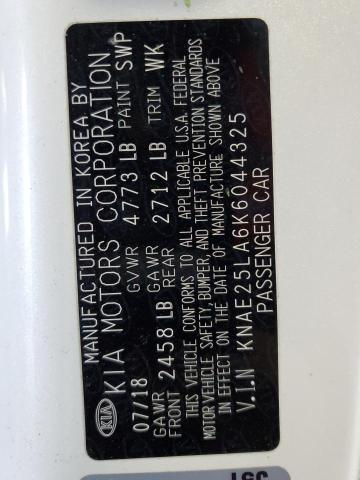 MANUFACTURED IN KOREA BY
KIA KIA MOTORS CORPORATION
07/18 GVWR 4773 LB PAINT SWP
GAWR FRONT 2458 LB GAWR REAR 2712 LB TRIM WK
THIS VEHICLE CONFORMS TO ALL APPLICABLE U.S.A. FEDERAL
MOTOR VEHICLE SAFETY, BUMPER, AND THEFT PREVENTION STANDARDS
IN EFFECT ON THE DATE OF MANUFACTURE SHOWN ABOVE
V.I.N KNAE25LA6K6044325
PASSENGER CAR